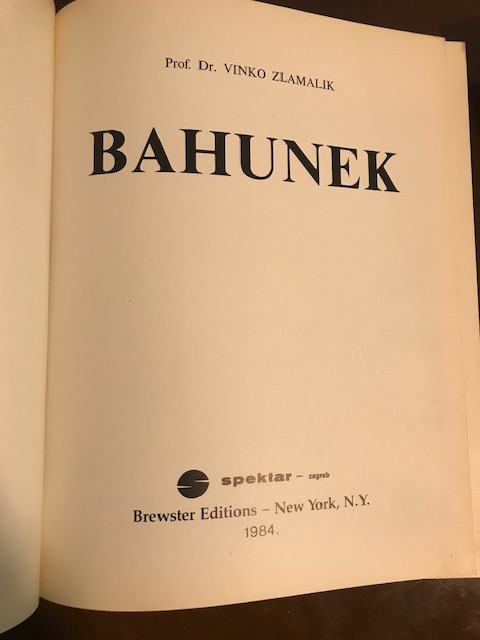 Prof. Dr. VINKO ZLAMALIK
BAHUNEK
spektar – zagreb
Brewster Editions – New York, N.Y.
1984.